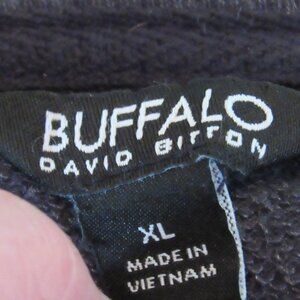 BUFFALO
DAVID BITTON
XL
MADE IN
VIETNAM